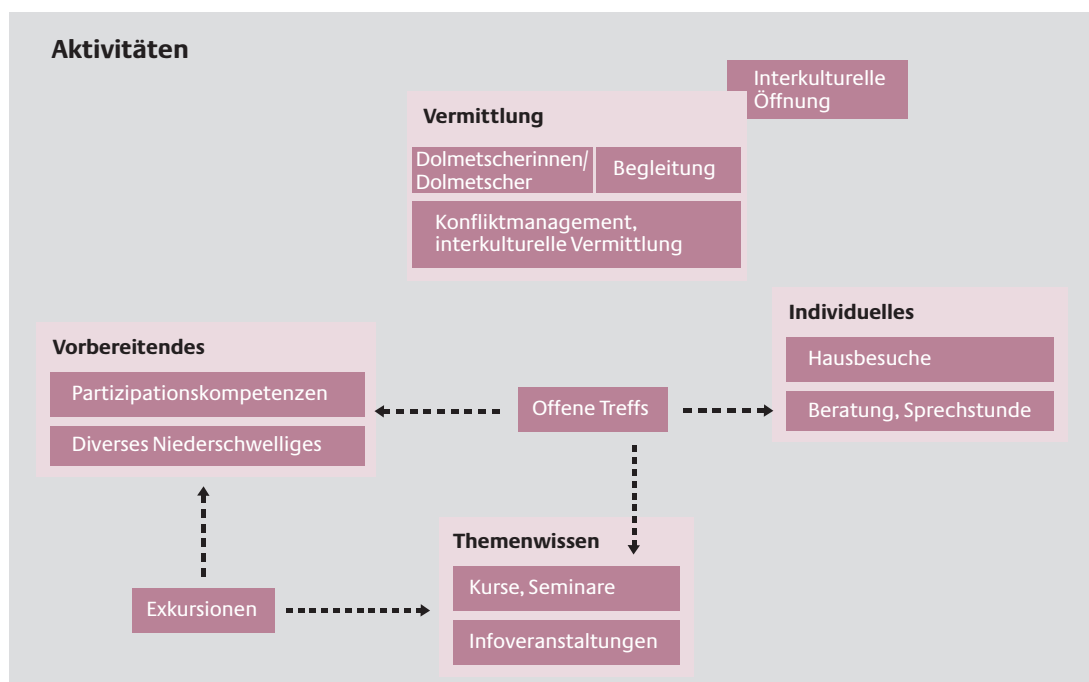 Aktivitäten
Interkulturelle
Öffnung
Vermittlung
Dolmetscherinnen/
Dolmetscher
Begleitung
Konfliktmanagement,
interkulturelle Vermittlung
Individuelles
Hausbesuche
Beratung, Sprechstunde
Vorbereitendes
Partizipationskompetenzen
Diverses Niederschwelliges
Offene Treffs
Themenwissen
Kurse, Seminare
Infoveranstaltungen
Exkursionen